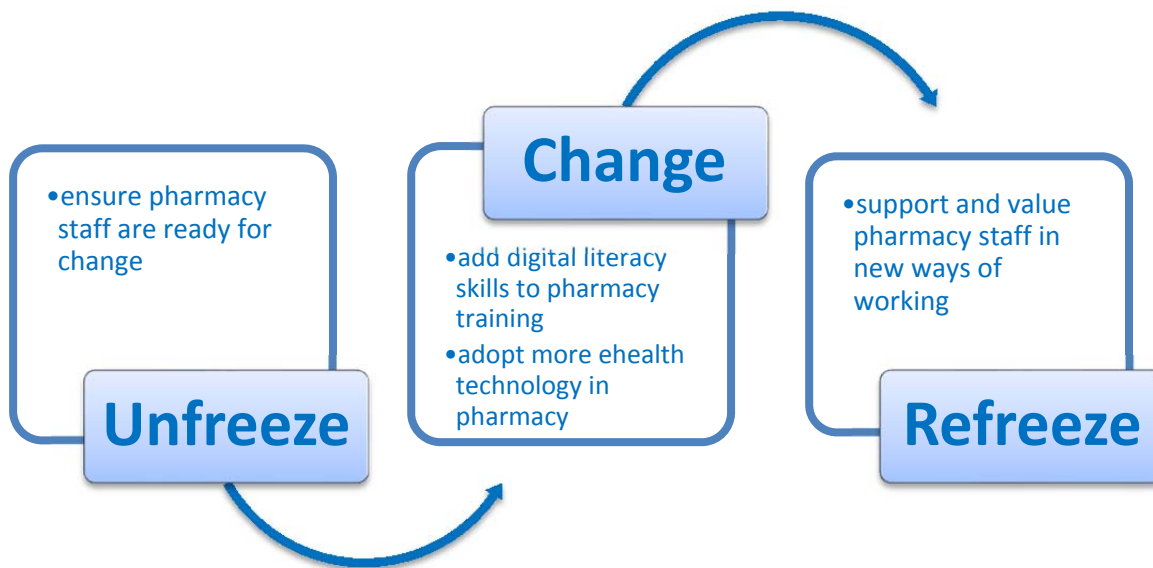 •ensure pharmacy
staff are ready for
change
Unfreeze
Change
•add digital literacy
skills to pharmacy
training
•adopt more ehealth
technology in
pharmacy
•support and value
pharmacy staff in
new ways of
working
Refreeze